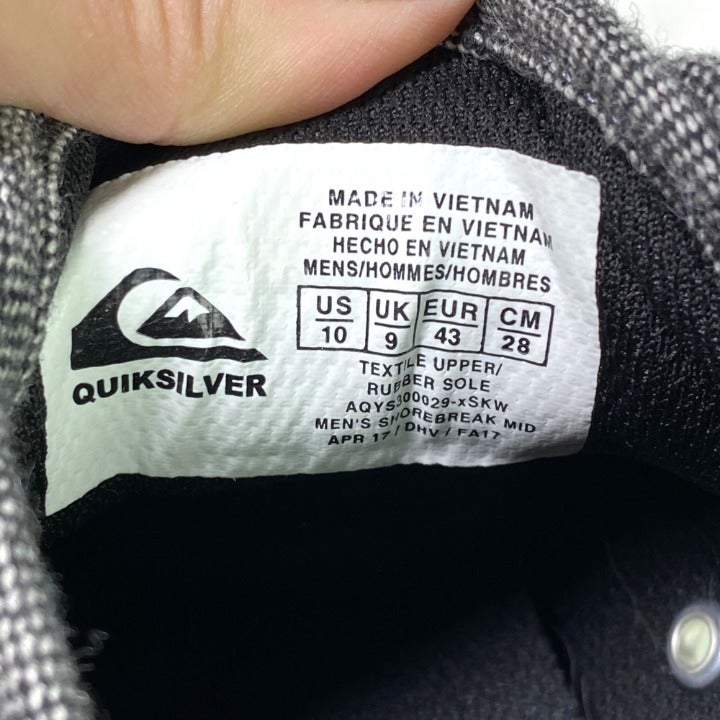 MADE IN VIETNAM
FABRIQUE EN VIETNAM
HECHO EN VIETNAM
MENS/HOMMES/HOMBRES
US UK EUR CM
10 9 43 28
QUIKSILVER
TEXTILE UPPER/
RUBBER SOLE
AQYS300029-xSKW
MEN'S SHOREBREAK MID
APR 17 / DHV / FA17